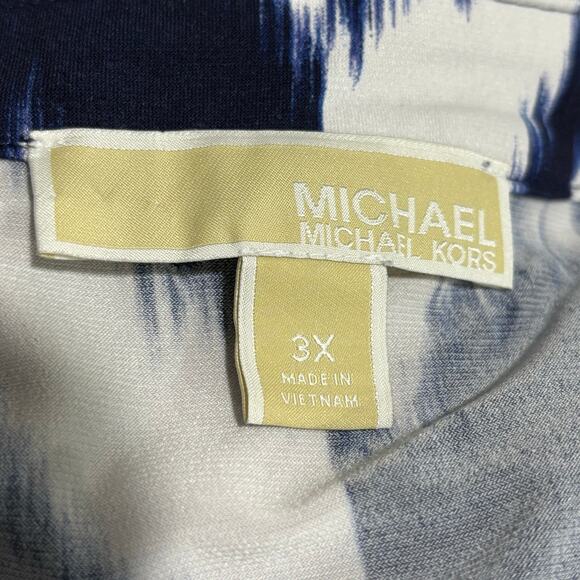 MICHAEL
MICHAEL KORS
3X
MADE IN
VIETNAM